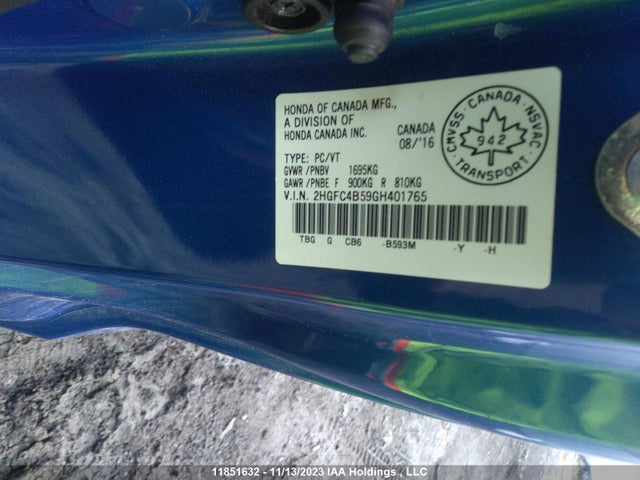 HONDA OF CANADA MFG.,
A DIVISION OF
HONDA CANADA INC.
CANADA
08/'16
TYPE: PC/VT
GVWR /PNBV 1695KG
GAWR /PNBE F 900KG R 810KG
V.I.N. 2HGFC4B59GH401765
TBG G CB6 -B593M -Y -H
CMVSS · CANADA · NSVAC
942
TRANSPORT
11851632 - 11/13/2023 IAA Holdings , LLC